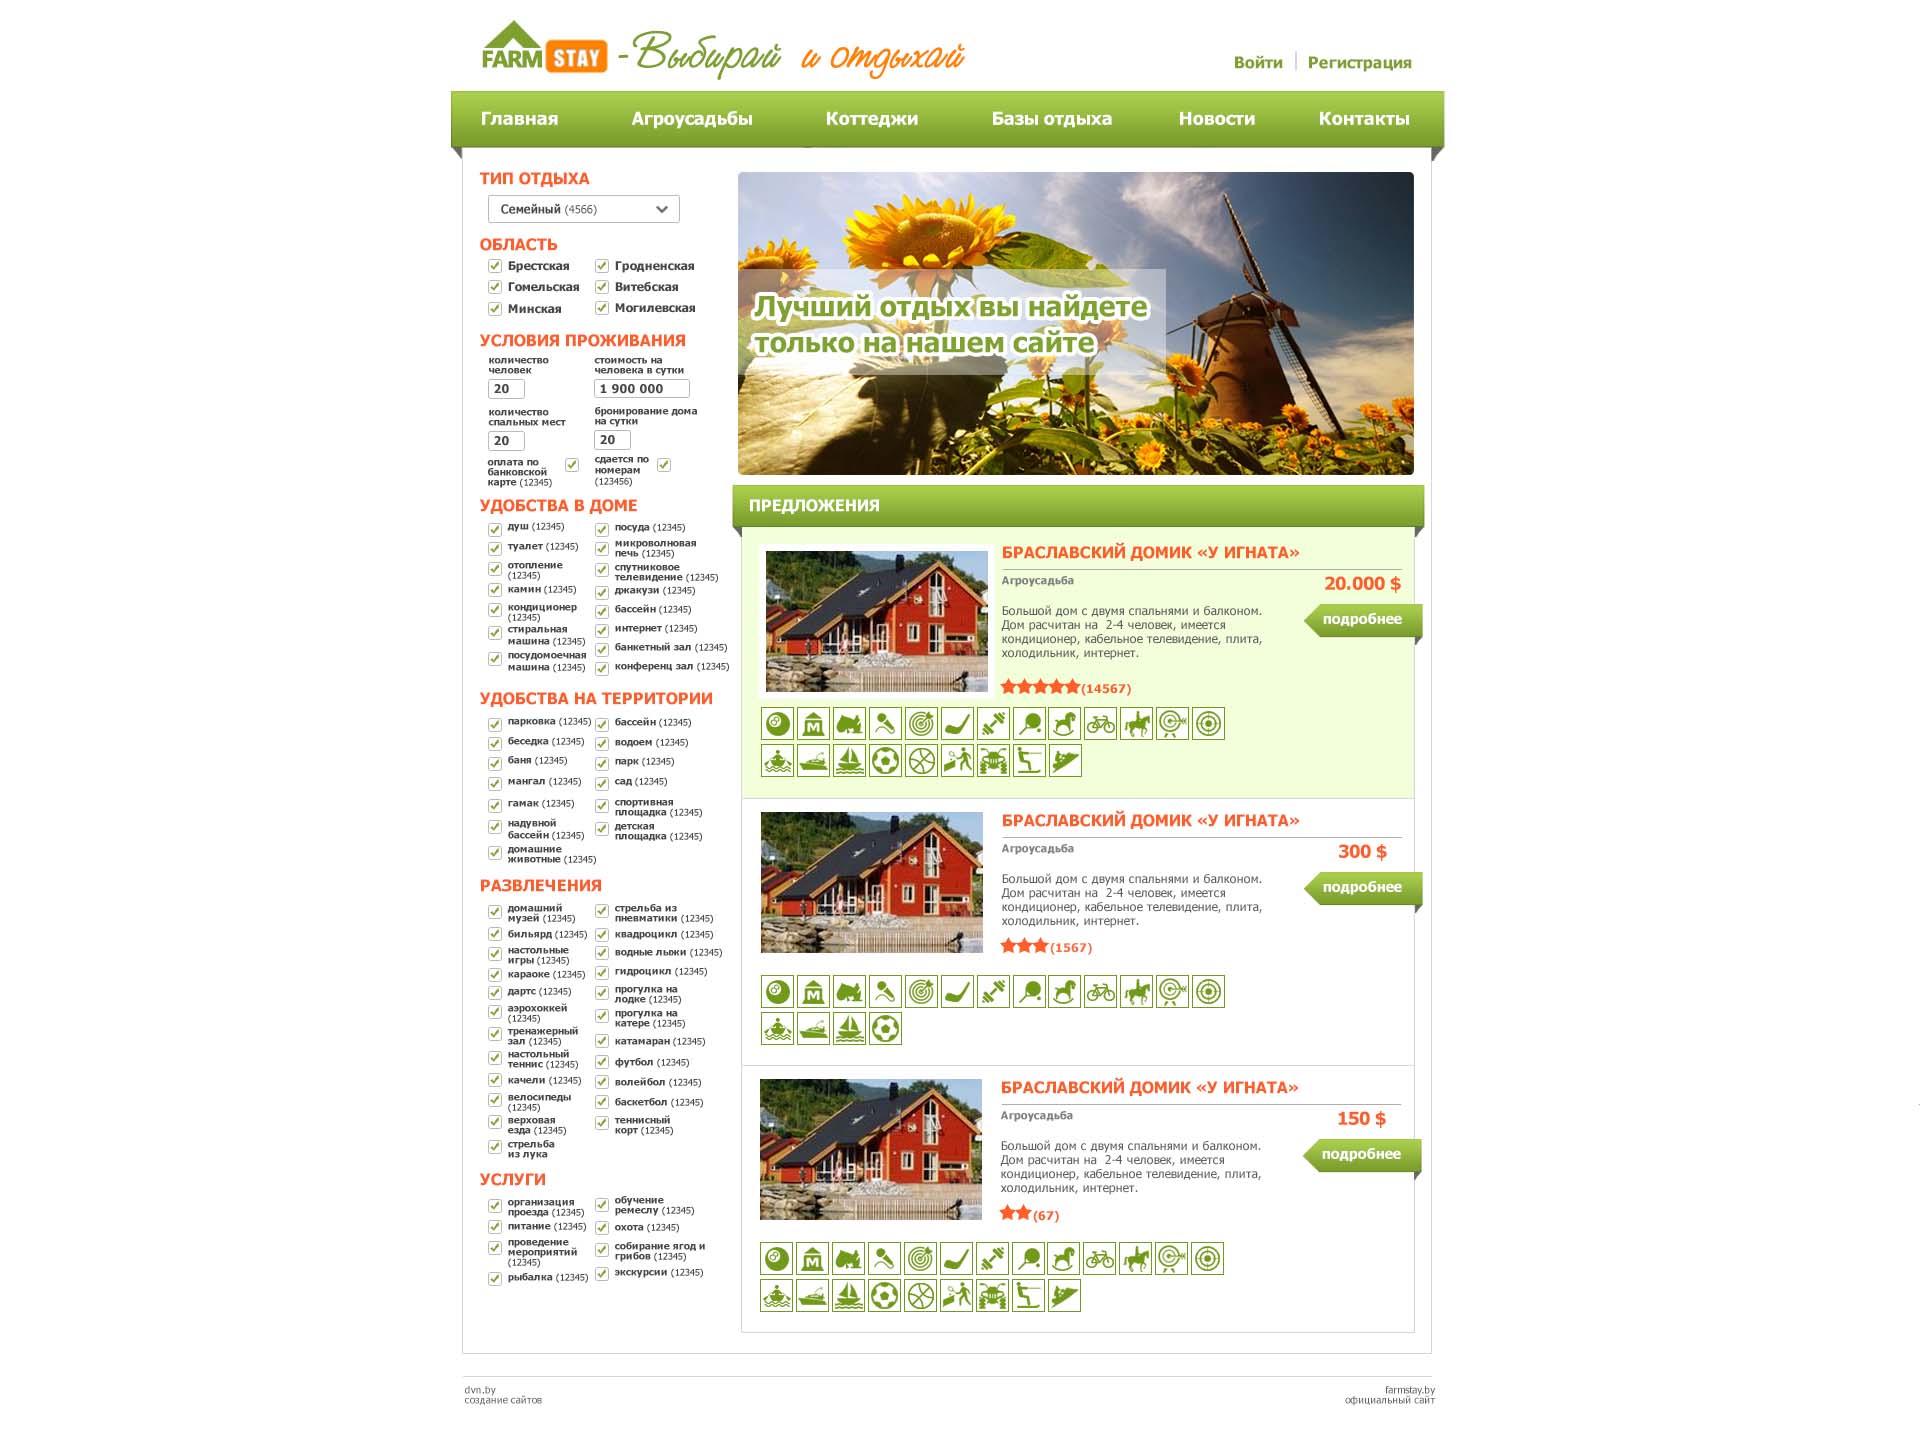 FARM STAY - Выбирай и отдыхай
Войти
Регистрация
Главная
Агроусадьбы
Коттеджи
Базы отдыха
Новости
Контакты
ТИП ОТДЫХА
Семейный (4566)
ОБЛАСТЬ
Брестская
Гродненская
Гомельская
Витебская
Минская
Могилевская
УСЛОВИЯ ПРОЖИВАНИЯ
количество
человек
20
стоимость на
человека в сутки
1 900 000
количество
спальных мест
20
бронирование дома
на сутки
20
оплата по
банковской
карте (12345)
сдается по
номерам
(123456)
УДОБСТВА В ДОМЕ
душ (12345)
туалет (12345)
отопление
(12345)
камин (12345)
кондиционер
(12345)
стиральная
машина (12345)
посудомоечная
машина (12345)
посуда (12345)
микроволновая
печь (12345)
спутниковое
телевидение (12345)
джакузи (12345)
бассейн (12345)
интернет (12345)
банкетный зал (12345)
конференц зал (12345)
УДОБСТВА НА ТЕРРИТОРИИ
парковка (12345)
беседка (12345)
баня (12345)
мангал (12345)
гамак (12345)
надувной
бассейн (12345)
домашние
животные (12345)
бассейн (12345)
водоем (12345)
парк (12345)
сад (12345)
спортивная
площадка (12345)
детская
площадка (12345)
РАЗВЛЕЧЕНИЯ
домашний
музей (12345)
бильярд (12345)
настольные
игры (12345)
караоке (12345)
дартс (12345)
аэрохоккей
(12345)
тренажерный
зал (12345)
настольный
теннис (12345)
качели (12345)
велосипеды
(12345)
верховая
езда (12345)
стрельба
из лука
стрельба из
пневматики (12345)
квадроцикл (12345)
водные лыжи (12345)
гидроцикл (12345)
прогулка на
лодке (12345)
прогулка на
катере (12345)
катамаран (12345)
футбол (12345)
волейбол (12345)
баскетбол (12345)
теннисный
корт (12345)
УСЛУГИ
организация
проезда (12345)
питание (12345)
проведение
мероприятий
(12345)
рыбалка (12345)
обучение
ремеслу (12345)
охота (12345)
собирание ягод и
грибов (12345)
экскурсии (12345)
Лучший отдых вы найдете
только на нашем сайте
ПРЕДЛОЖЕНИЯ
БРАСЛАВСКИЙ ДОМИК «У ИГНАТА»
Агроусадьба
20.000 $
Большой дом с двумя спальнями и балконом.
Дом расчитан на 2-4 человек, имеется
кондиционер, кабельное телевидение, плита,
холодильник, интернет.
подробнее
(14567)
М
БРАСЛАВСКИЙ ДОМИК «У ИГНАТА»
Агроусадьба
300 $
Большой дом с двумя спальнями и балконом.
Дом расчитан на 2-4 человек, имеется
кондиционер, кабельное телевидение, плита,
холодильник, интернет.
подробнее
(1567)
М
БРАСЛАВСКИЙ ДОМИК «У ИГНАТА»
Агроусадьба
150 $
Большой дом с двумя спальнями и балконом.
Дом расчитан на 2-4 человек, имеется
кондиционер, кабельное телевидение, плита,
холодильник, интернет.
подробнее
(67)
М
dvn.by
создание сайтов
farmstay.by
официальный сайт